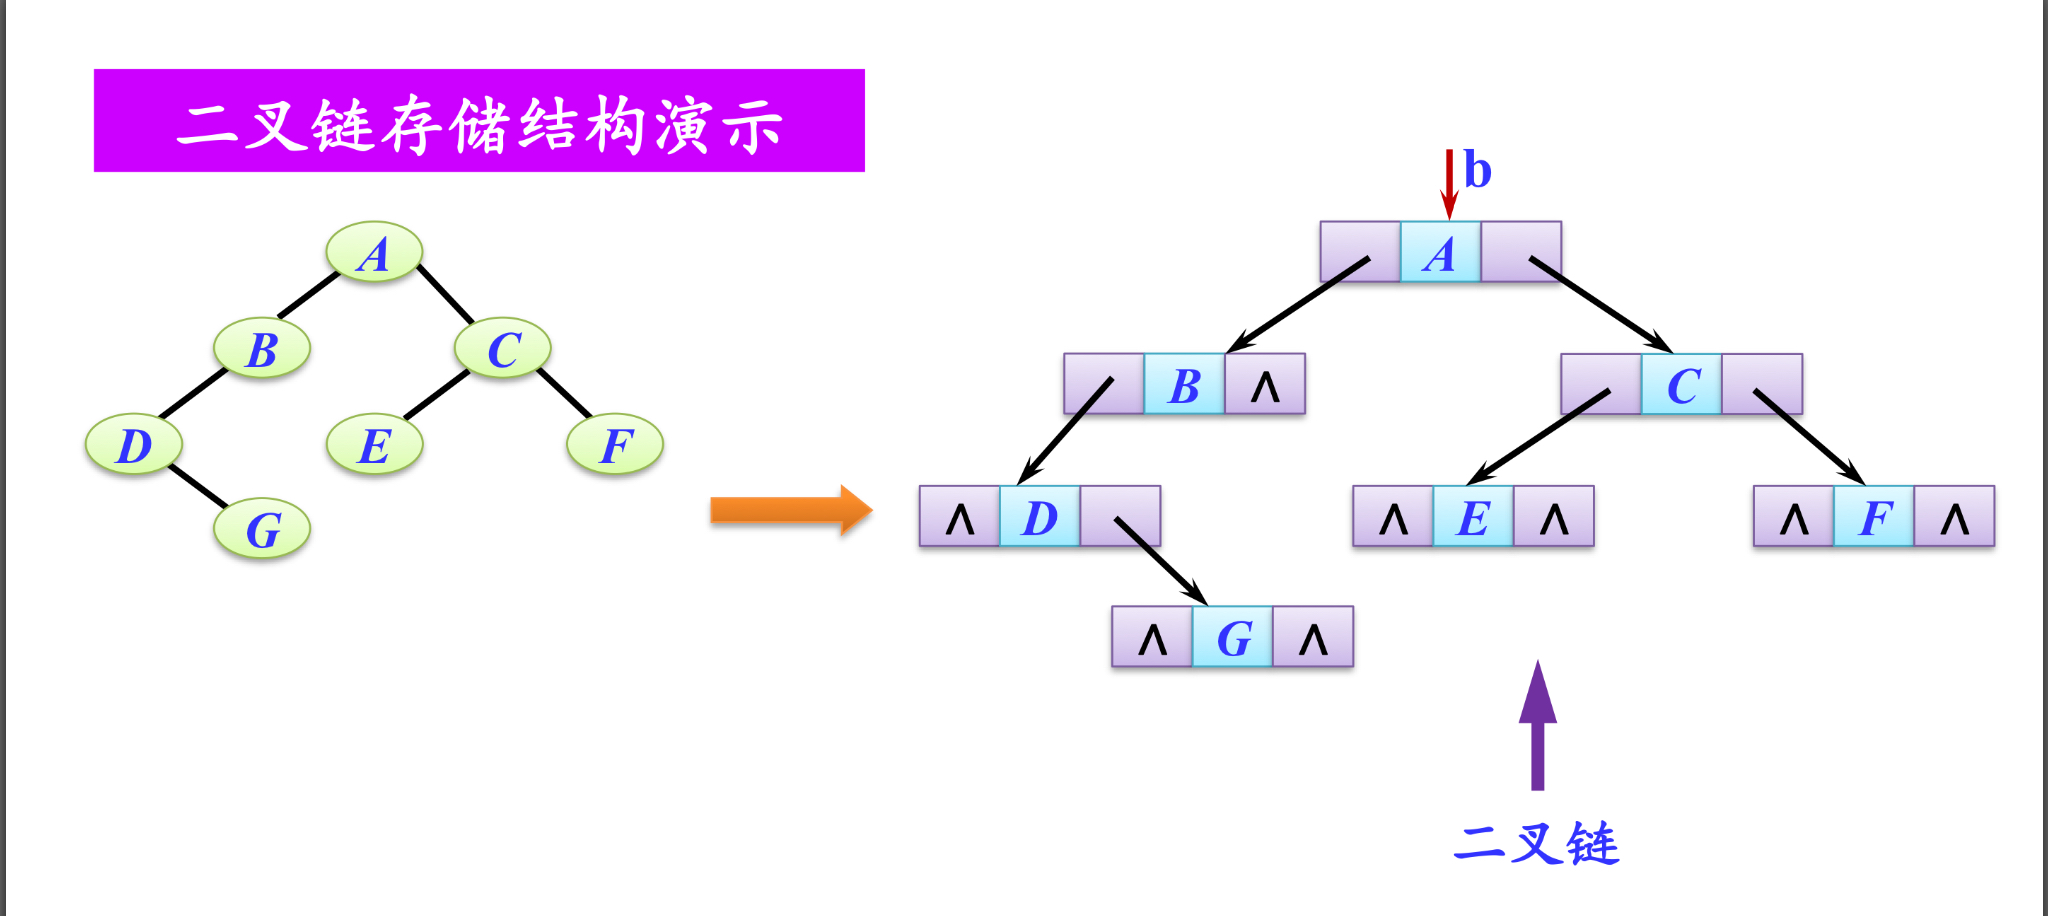 二叉链存储结构演示
A
B C
D E F
G
b
A
B ∧
C
∧ D
∧ E ∧
∧ F ∧
∧ G ∧
二叉链